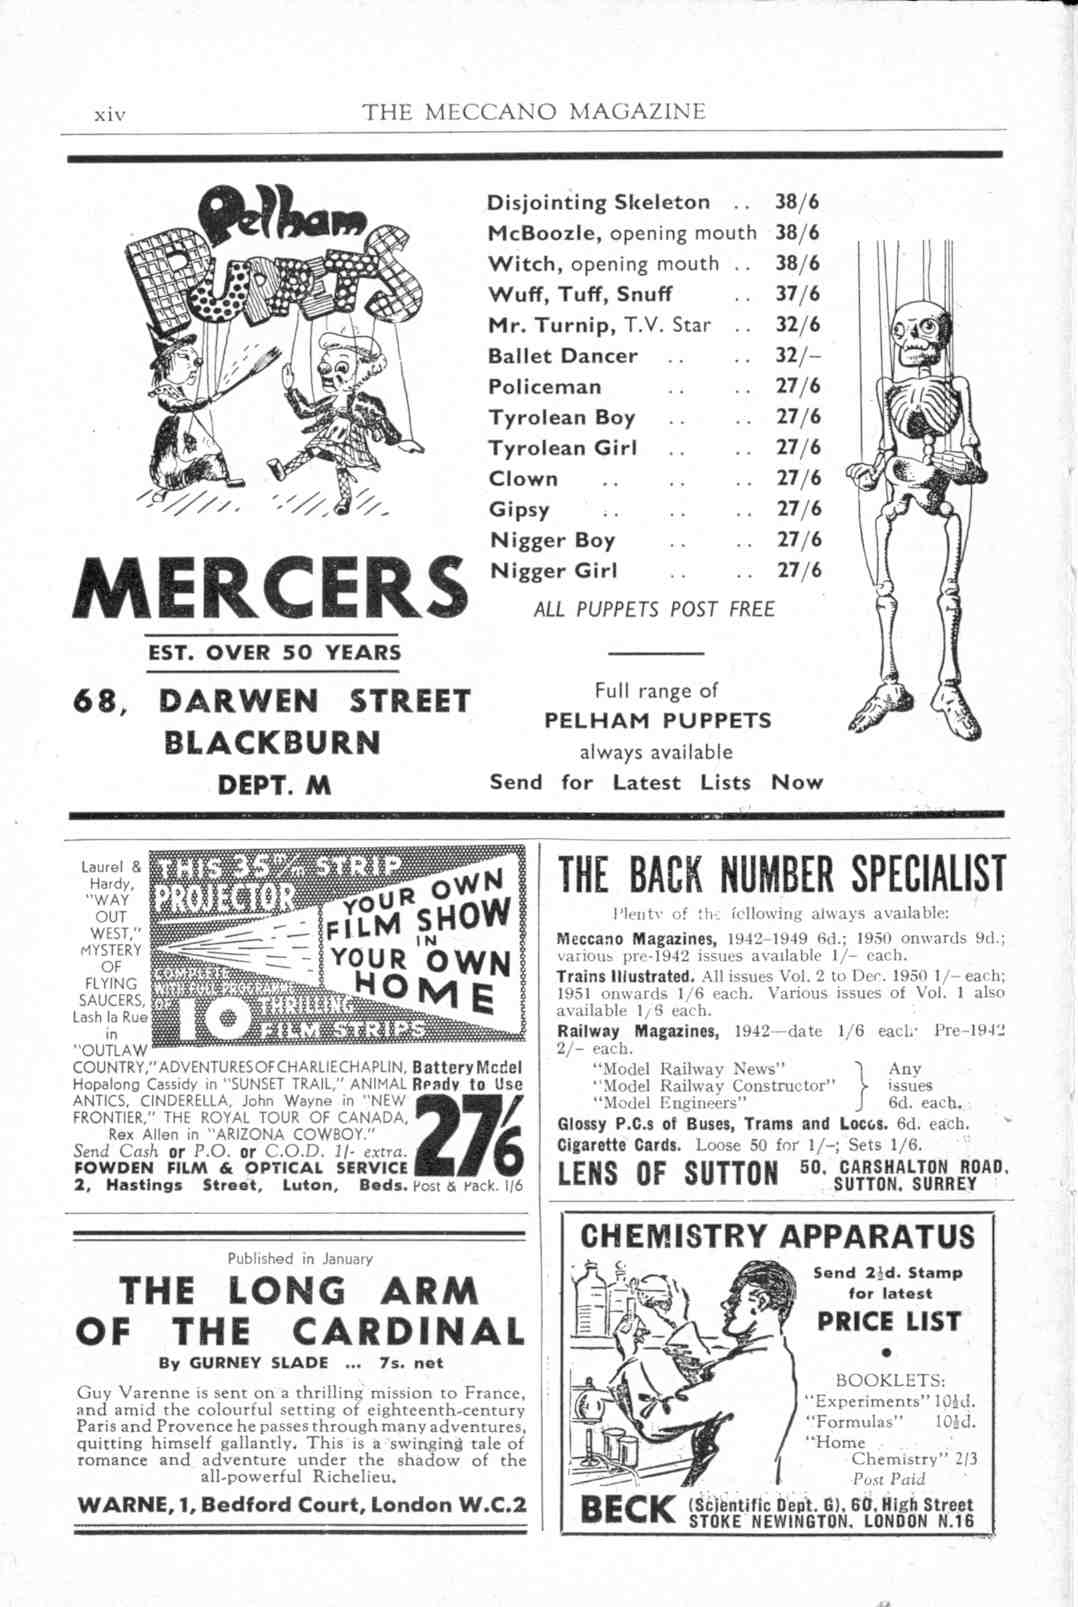 xiv
THE MECCANO MAGAZINE
Pelham
PUPPETS
MERCERS
EST. OVER 50 YEARS
68, DARWEN STREET
BLACKBURN
DEPT. M
Disjointing Skeleton .. 38/6
McBoozle, opening mouth 38/6
Witch, opening mouth .. 38/6
Wuff, Tuff, Snuff .. 37/6
Mr. Turnip, T.V. Star .. 32/6
Ballet Dancer .. .. 32/–
Policeman .. .. 27/6
Tyrolean Boy .. .. 27/6
Tyrolean Girl .. .. 27/6
Clown .. .. .. 27/6
Gipsy .. .. .. 27/6
Nigger Boy .. .. 27/6
Nigger Girl .. .. 27/6
ALL PUPPETS POST FREE
Full range of
PELHAM PUPPETS
always available
Send for Latest Lists Now
Laurel &
Hardy,
"WAY
OUT
WEST,"
MYSTERY
OF
FLYING
SAUCERS,
Lash la Rue
in
"OUTLAW
COUNTRY," ADVENTURES OF CHARLIE CHAPLIN,
Hopalong Cassidy in "SUNSET TRAIL," ANIMAL
ANTICS, CINDERELLA, John Wayne in "NEW
FRONTIER," THE ROYAL TOUR OF CANADA,
Rex Allen in "ARIZONA COWBOY."
Send Cash or P.O. or C.O.D. 1/- extra.
FOWDEN FILM & OPTICAL SERVICE
2, Hastings Street, Luton, Beds.
THIS 35m/m STRIP
PROJECTOR
YOUR OWN
FILM SHOW
IN
YOUR OWN
HOME
COMPLETE
WITH FULL PROGRAMME
OF 10 THRILLING
FILM STRIPS
Battery Model
Ready to Use
27/6
Post & Pack. 1/6
THE BACK NUMBER SPECIALIST
Plenty of the following always available:
Meccano Magazines, 1942–1949 6d.; 1950 onwards 9d.;
various pre-1942 issues available 1/– each.
Trains Illustrated. All issues Vol. 2 to Dec. 1950 1/– each;
1951 onwards 1/6 each. Various issues of Vol. 1 also
available 1/6 each.
Railway Magazines, 1942—date 1/6 each. Pre-1942
2/– each.
"Model Railway News"
"Model Railway Constructor"
"Model Engineers"
Any
issues
6d. each.
Glossy P.C.s of Buses, Trams and Locos. 6d. each.
Cigarette Cards. Loose 50 for 1/–; Sets 1/6.
LENS OF SUTTON 50, CARSHALTON ROAD,
SUTTON, SURREY
Published in January
THE LONG ARM
OF THE CARDINAL
By GURNEY SLADE ... 7s. net
Guy Varenne is sent on a thrilling mission to France,
and amid the colourful setting of eighteenth-century
Paris and Provence he passes through many adventures,
quitting himself gallantly. This is a swinging tale of
romance and adventure under the shadow of the
all-powerful Richelieu.
WARNE, 1, Bedford Court, London W.C.2
CHEMISTRY APPARATUS
Send 2½d. Stamp
for latest
PRICE LIST
BOOKLETS:
"Experiments" 10½d.
"Formulas" 10½d.
"Home
Chemistry" 2/3
Post Paid
BECK (Scientific Dept. G), 60, High Street
STOKE NEWINGTON, LONDON N.16